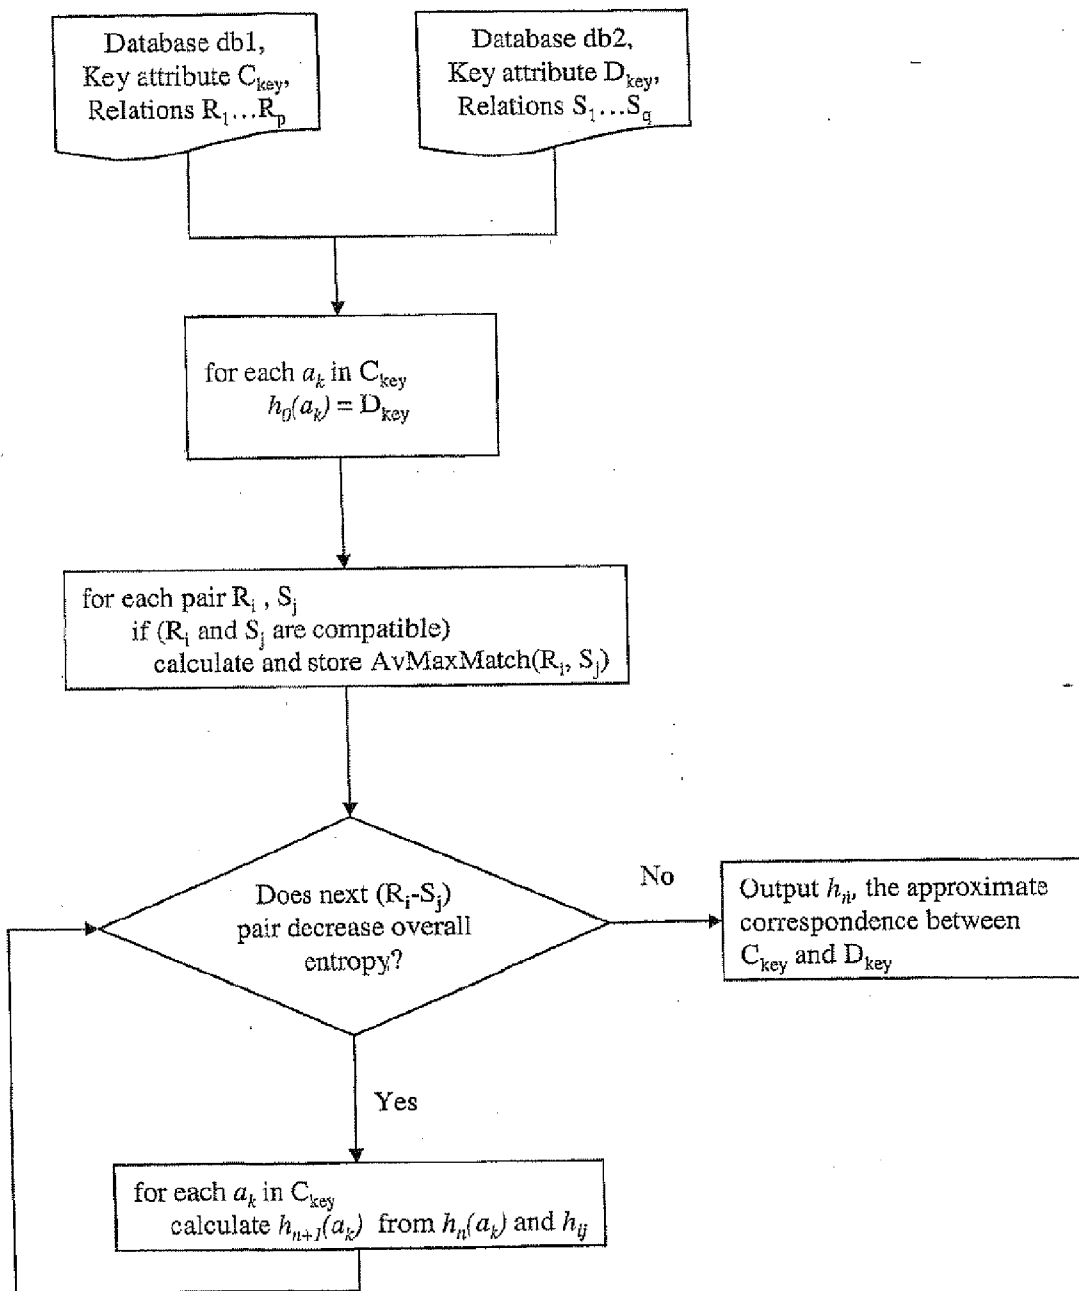 Database db1,
Key attribute C_key,
Relations R_1...R_p
Database db2,
Key attribute D_key,
Relations S_1...S_q
for each a_k in C_key
h_0(a_k) = D_key
for each pair R_i , S_j
if (R_i and S_j are compatible)
calculate and store AvMaxMatch(R_i, S_j)
Does next (R_i-S_j)
pair decrease overall
entropy?
No
Output h_n, the approximate
correspondence between
C_key and D_key
Yes
for each a_k in C_key
calculate h_{n+1}(a_k) from h_n(a_k) and h_ij